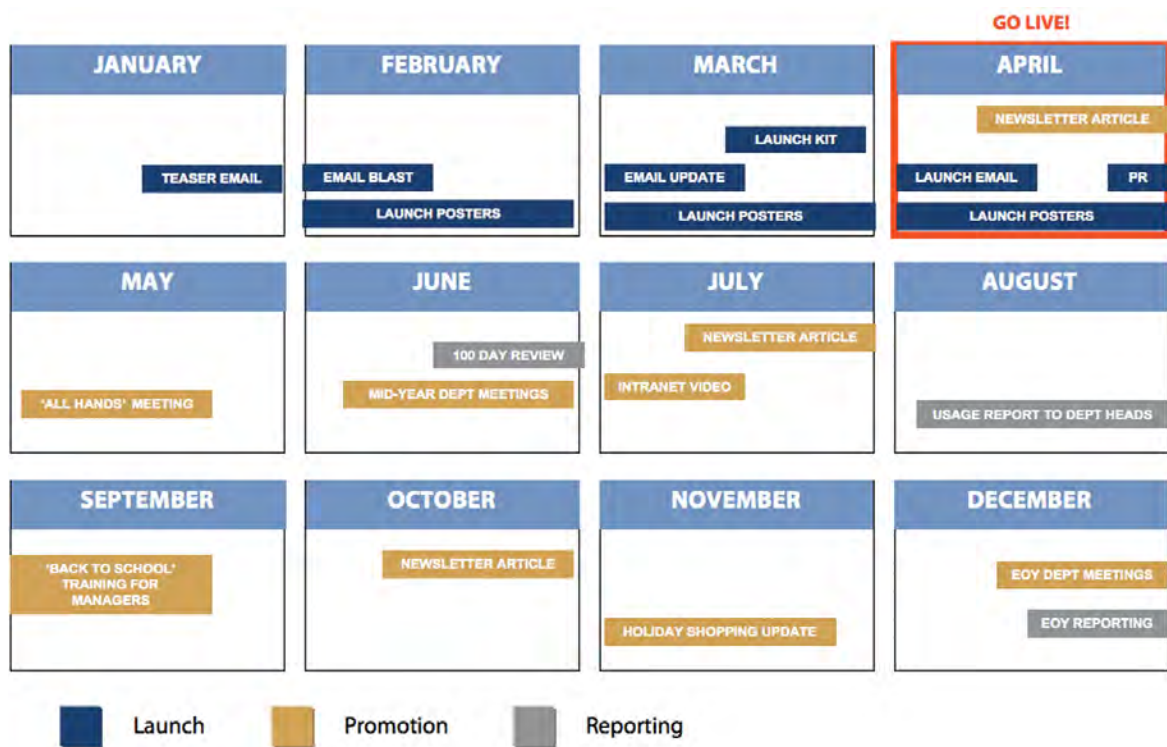 GO LIVE!
JANUARY
TEASER EMAIL
FEBRUARY
EMAIL BLAST
LAUNCH POSTERS
MARCH
LAUNCH KIT
EMAIL UPDATE
LAUNCH POSTERS
APRIL
NEWSLETTER ARTICLE
LAUNCH EMAIL
PR
LAUNCH POSTERS
MAY
'ALL HANDS' MEETING
JUNE
100 DAY REVIEW
MID-YEAR DEPT MEETINGS
JULY
NEWSLETTER ARTICLE
INTRANET VIDEO
AUGUST
USAGE REPORT TO DEPT HEADS
SEPTEMBER
'BACK TO SCHOOL'
TRAINING FOR
MANAGERS
OCTOBER
NEWSLETTER ARTICLE
NOVEMBER
HOLIDAY SHOPPING UPDATE
DECEMBER
EOY DEPT MEETINGS
EOY REPORTING
Launch
Promotion
Reporting